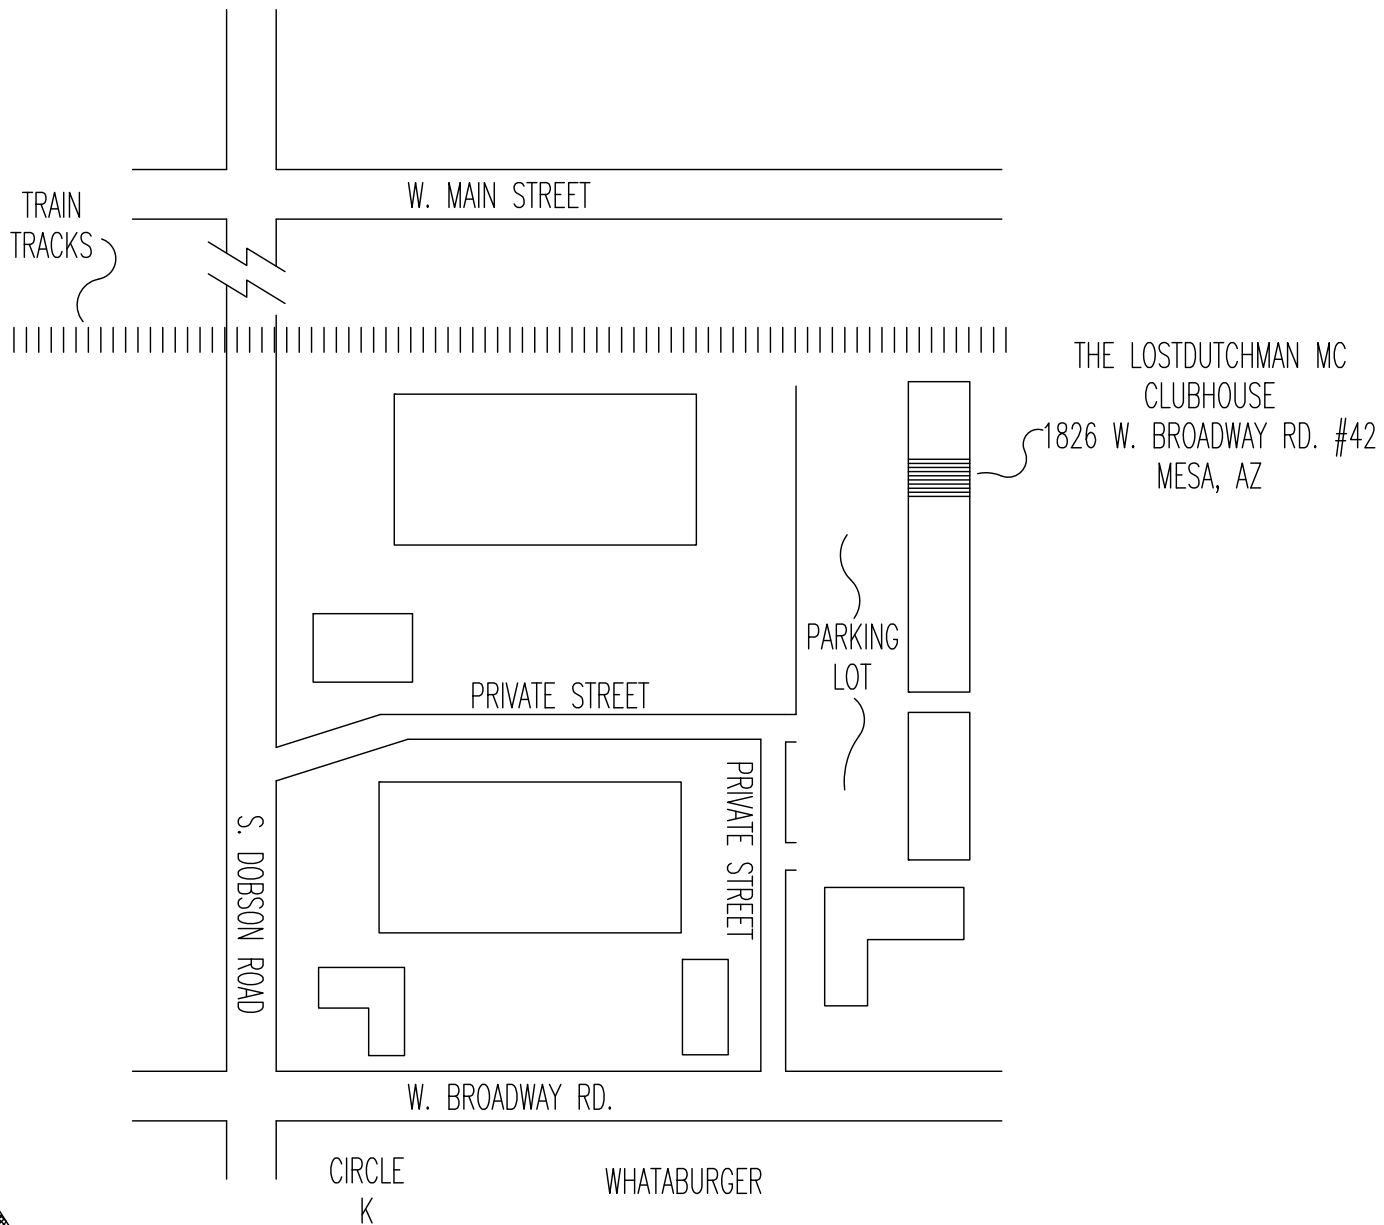 W. MAIN STREET
TRAIN
TRACKS
THE LOSTDUTCHMAN MC
CLUBHOUSE
1826 W. BROADWAY RD. #42
MESA, AZ
PARKING
LOT
PRIVATE STREET
PRIVATE STREET
S. DOBSON ROAD
W. BROADWAY RD.
CIRCLE
K
WHATABURGER